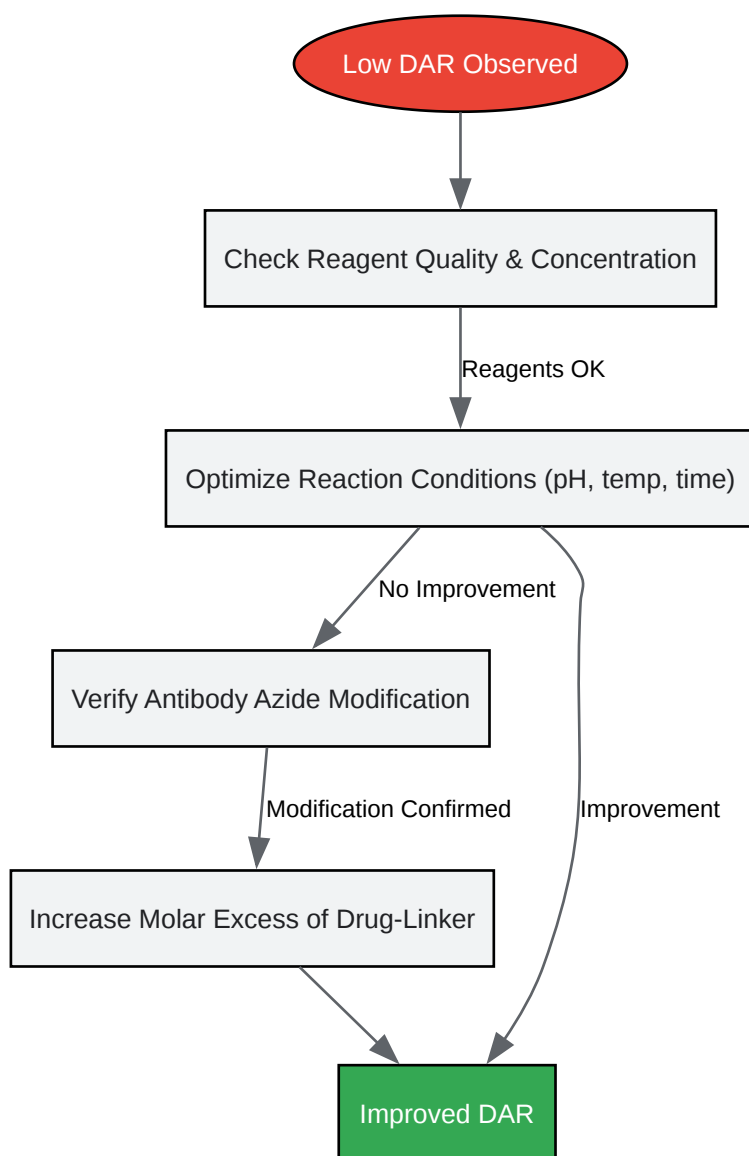 Low DAR Observed
Check Reagent Quality & Concentration
Reagents OK
Optimize Reaction Conditions (pH, temp, time)
No Improvement
Verify Antibody Azide Modification
Modification Confirmed
Improvement
Increase Molar Excess of Drug-Linker
Improved DAR